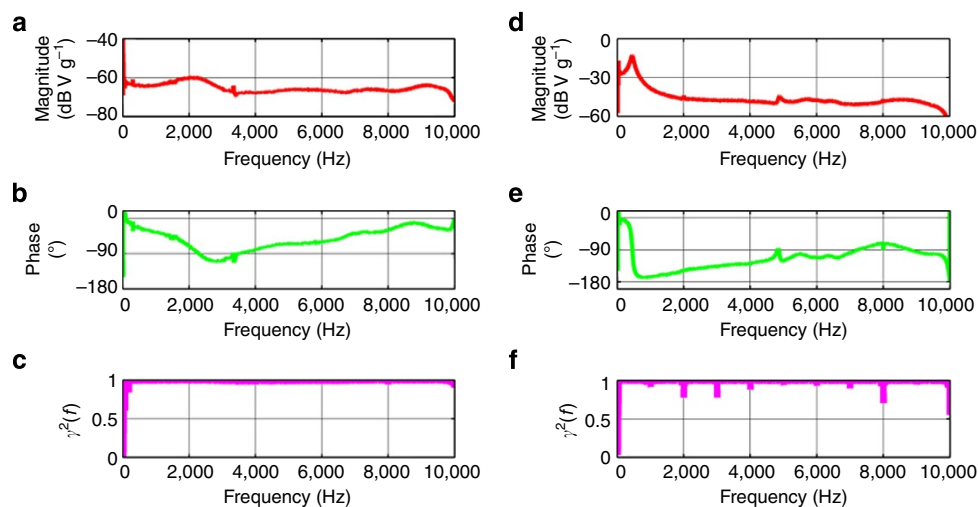 a
Magnitude
(dB V g⁻¹)
−40
−60
−80
0 2,000 4,000 6,000 8,000 10,000
Frequency (Hz)
b
Phase
(°)
0
−90
−180
0 2,000 4,000 6,000 8,000 10,000
Frequency (Hz)
c
γ²(f)
1
0.5
0
0 2,000 4,000 6,000 8,000 10,000
Frequency (Hz)
d
Magnitude
(dB V g⁻¹)
0
−30
−60
0 2,000 4,000 6,000 8,000 10,000
Frequency (Hz)
e
Phase
(°)
0
−90
−180
0 2,000 4,000 6,000 8,000 10,000
Frequency (Hz)
f
γ²(f)
1
0.5
0
0 2,000 4,000 6,000 8,000 10,000
Frequency (Hz)